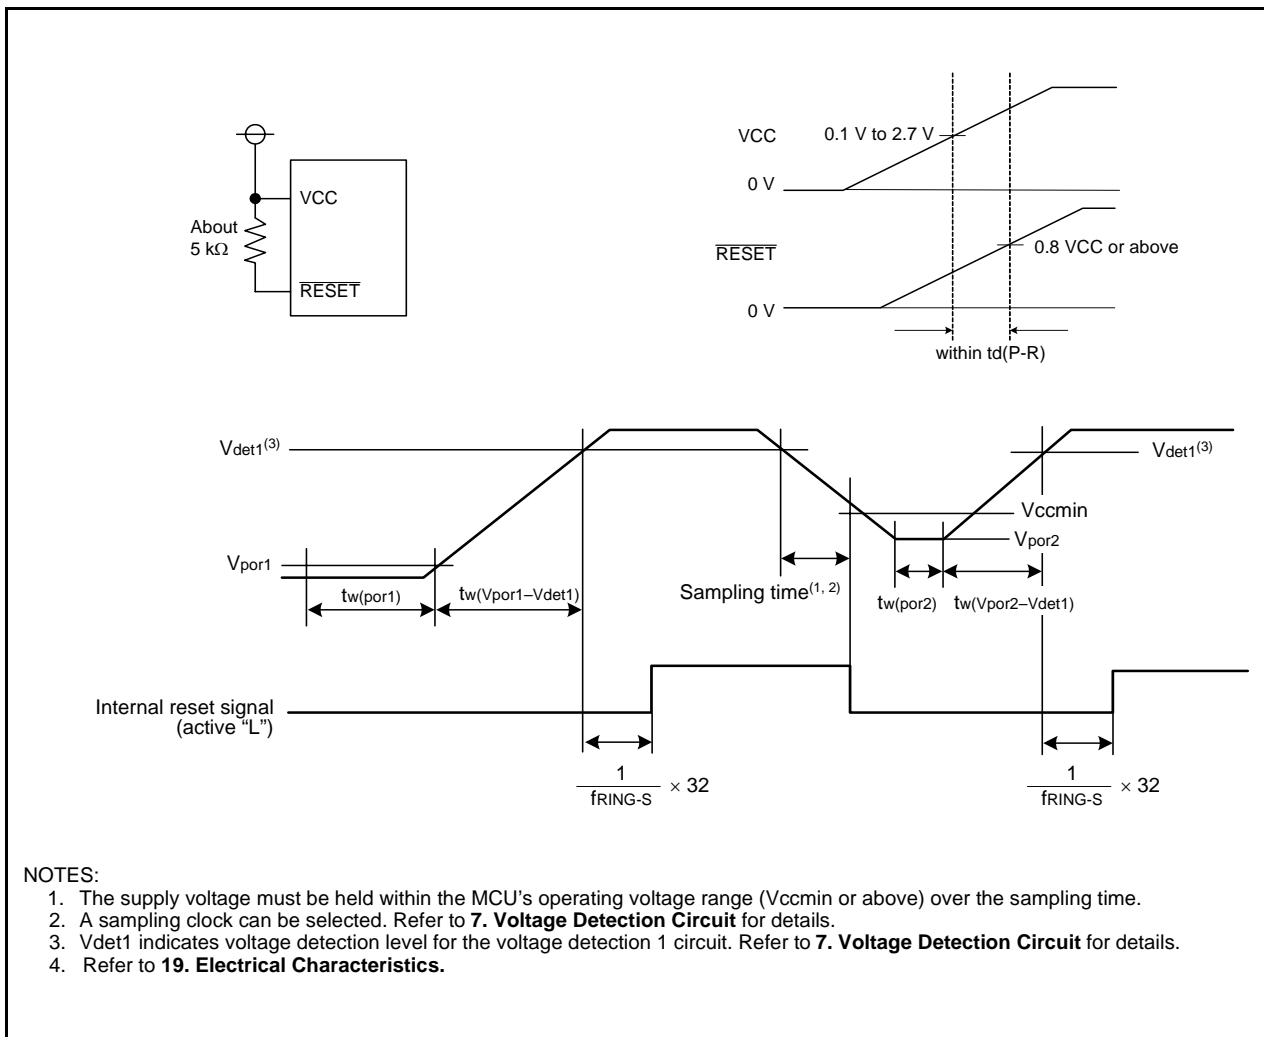 VCC
About
5 kΩ
RESET
VCC
0.1 V to 2.7 V
0 V
RESET
0.8 VCC or above
0 V
within td(P-R)
Vdet1(3)
Vdet1(3)
Vccmin
Vpor1
Vpor2
tw(por1)
tw(Vpor1–Vdet1)
Sampling time(1, 2)
tw(por2)
tw(Vpor2–Vdet1)
Internal reset signal
(active “L”)
1
fRING-S
× 32
1
fRING-S
× 32
NOTES:
1. The supply voltage must be held within the MCU’s operating voltage range (Vccmin or above) over the sampling time.
2. A sampling clock can be selected. Refer to 7. Voltage Detection Circuit for details.
3. Vdet1 indicates voltage detection level for the voltage detection 1 circuit. Refer to 7. Voltage Detection Circuit for details.
4. Refer to 19. Electrical Characteristics.